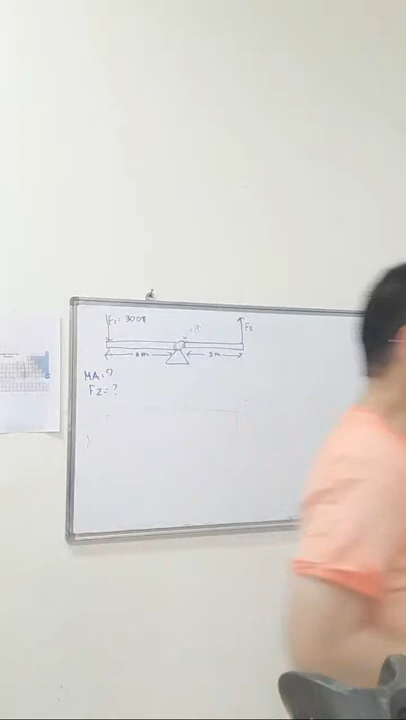 F₁ = 300N
F₂
6m
3m
MA = ?
F₂ = ?